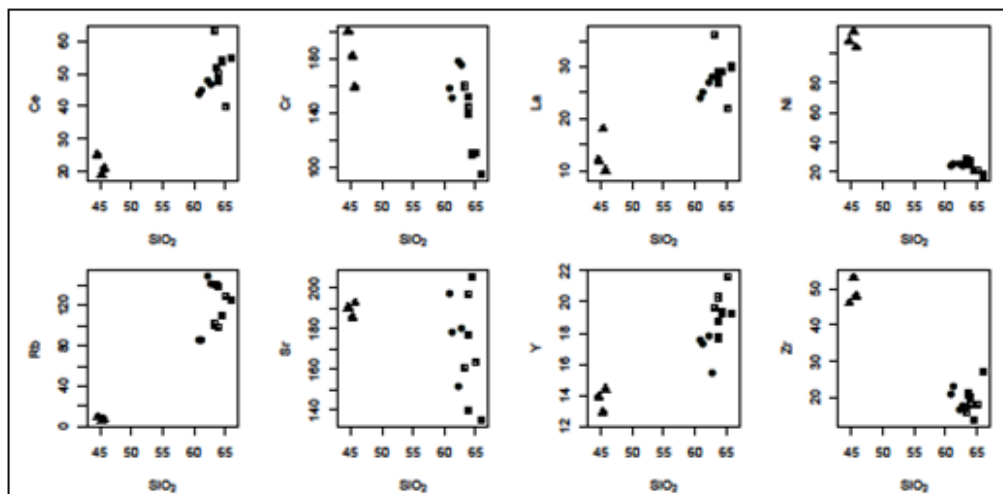 Ce
20 30 40 50 60
45 50 55 60 65
SiO₂
Cr
100 140 180
45 50 55 60 65
SiO₂
La
10 20 30
45 50 55 60 65
SiO₂
Ni
20 40 60 80
45 50 55 60 65
SiO₂
Rb
0 40 80 120
45 50 55 60 65
SiO₂
Sr
140 160 180 200
45 50 55 60 65
SiO₂
Y
12 14 16 18 20 22
45 50 55 60 65
SiO₂
Zr
20 30 40 50
45 50 55 60 65
SiO₂